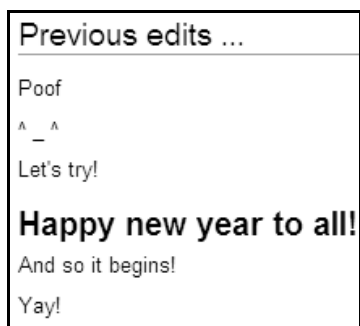 Previous edits ...
Poof
^ _ ^
Let's try!
Happy new year to all!
And so it begins!
Yay!